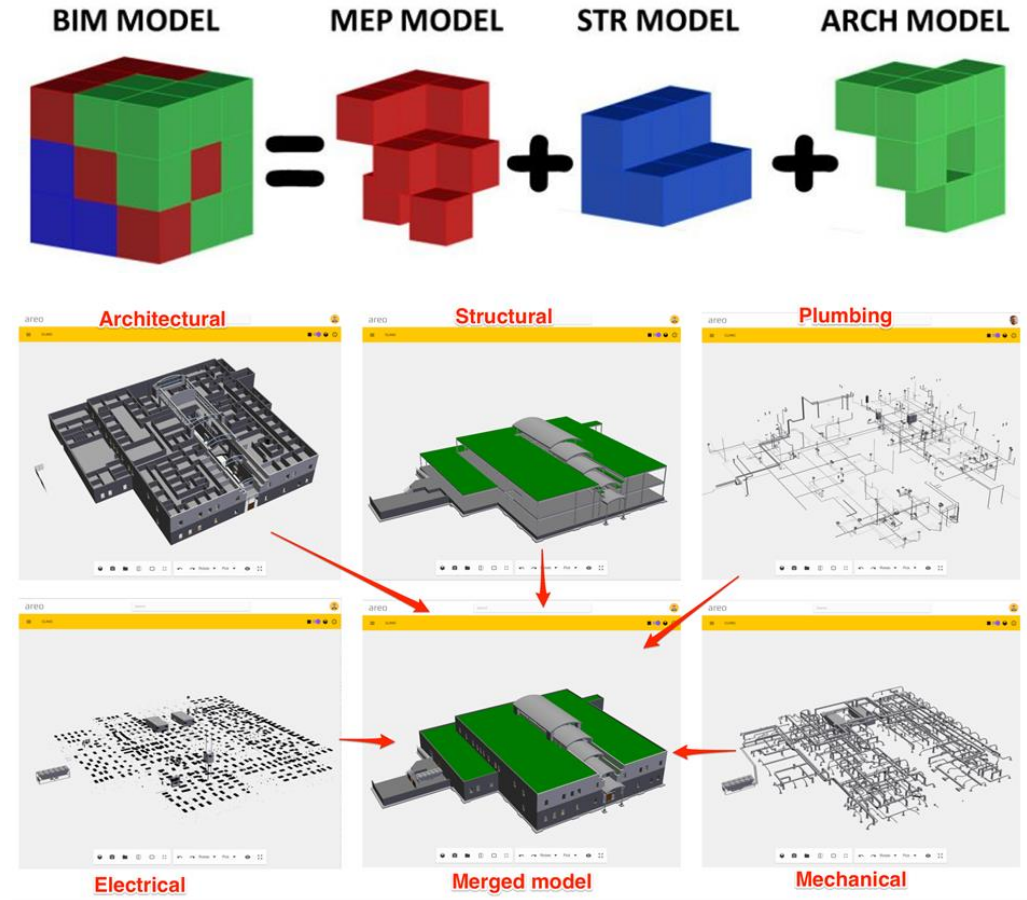 BIM MODEL MEP MODEL STR MODEL ARCH MODEL
Architectural Structural Plumbing
areo areo areo
areo areo areo
Electrical Merged model Mechanical